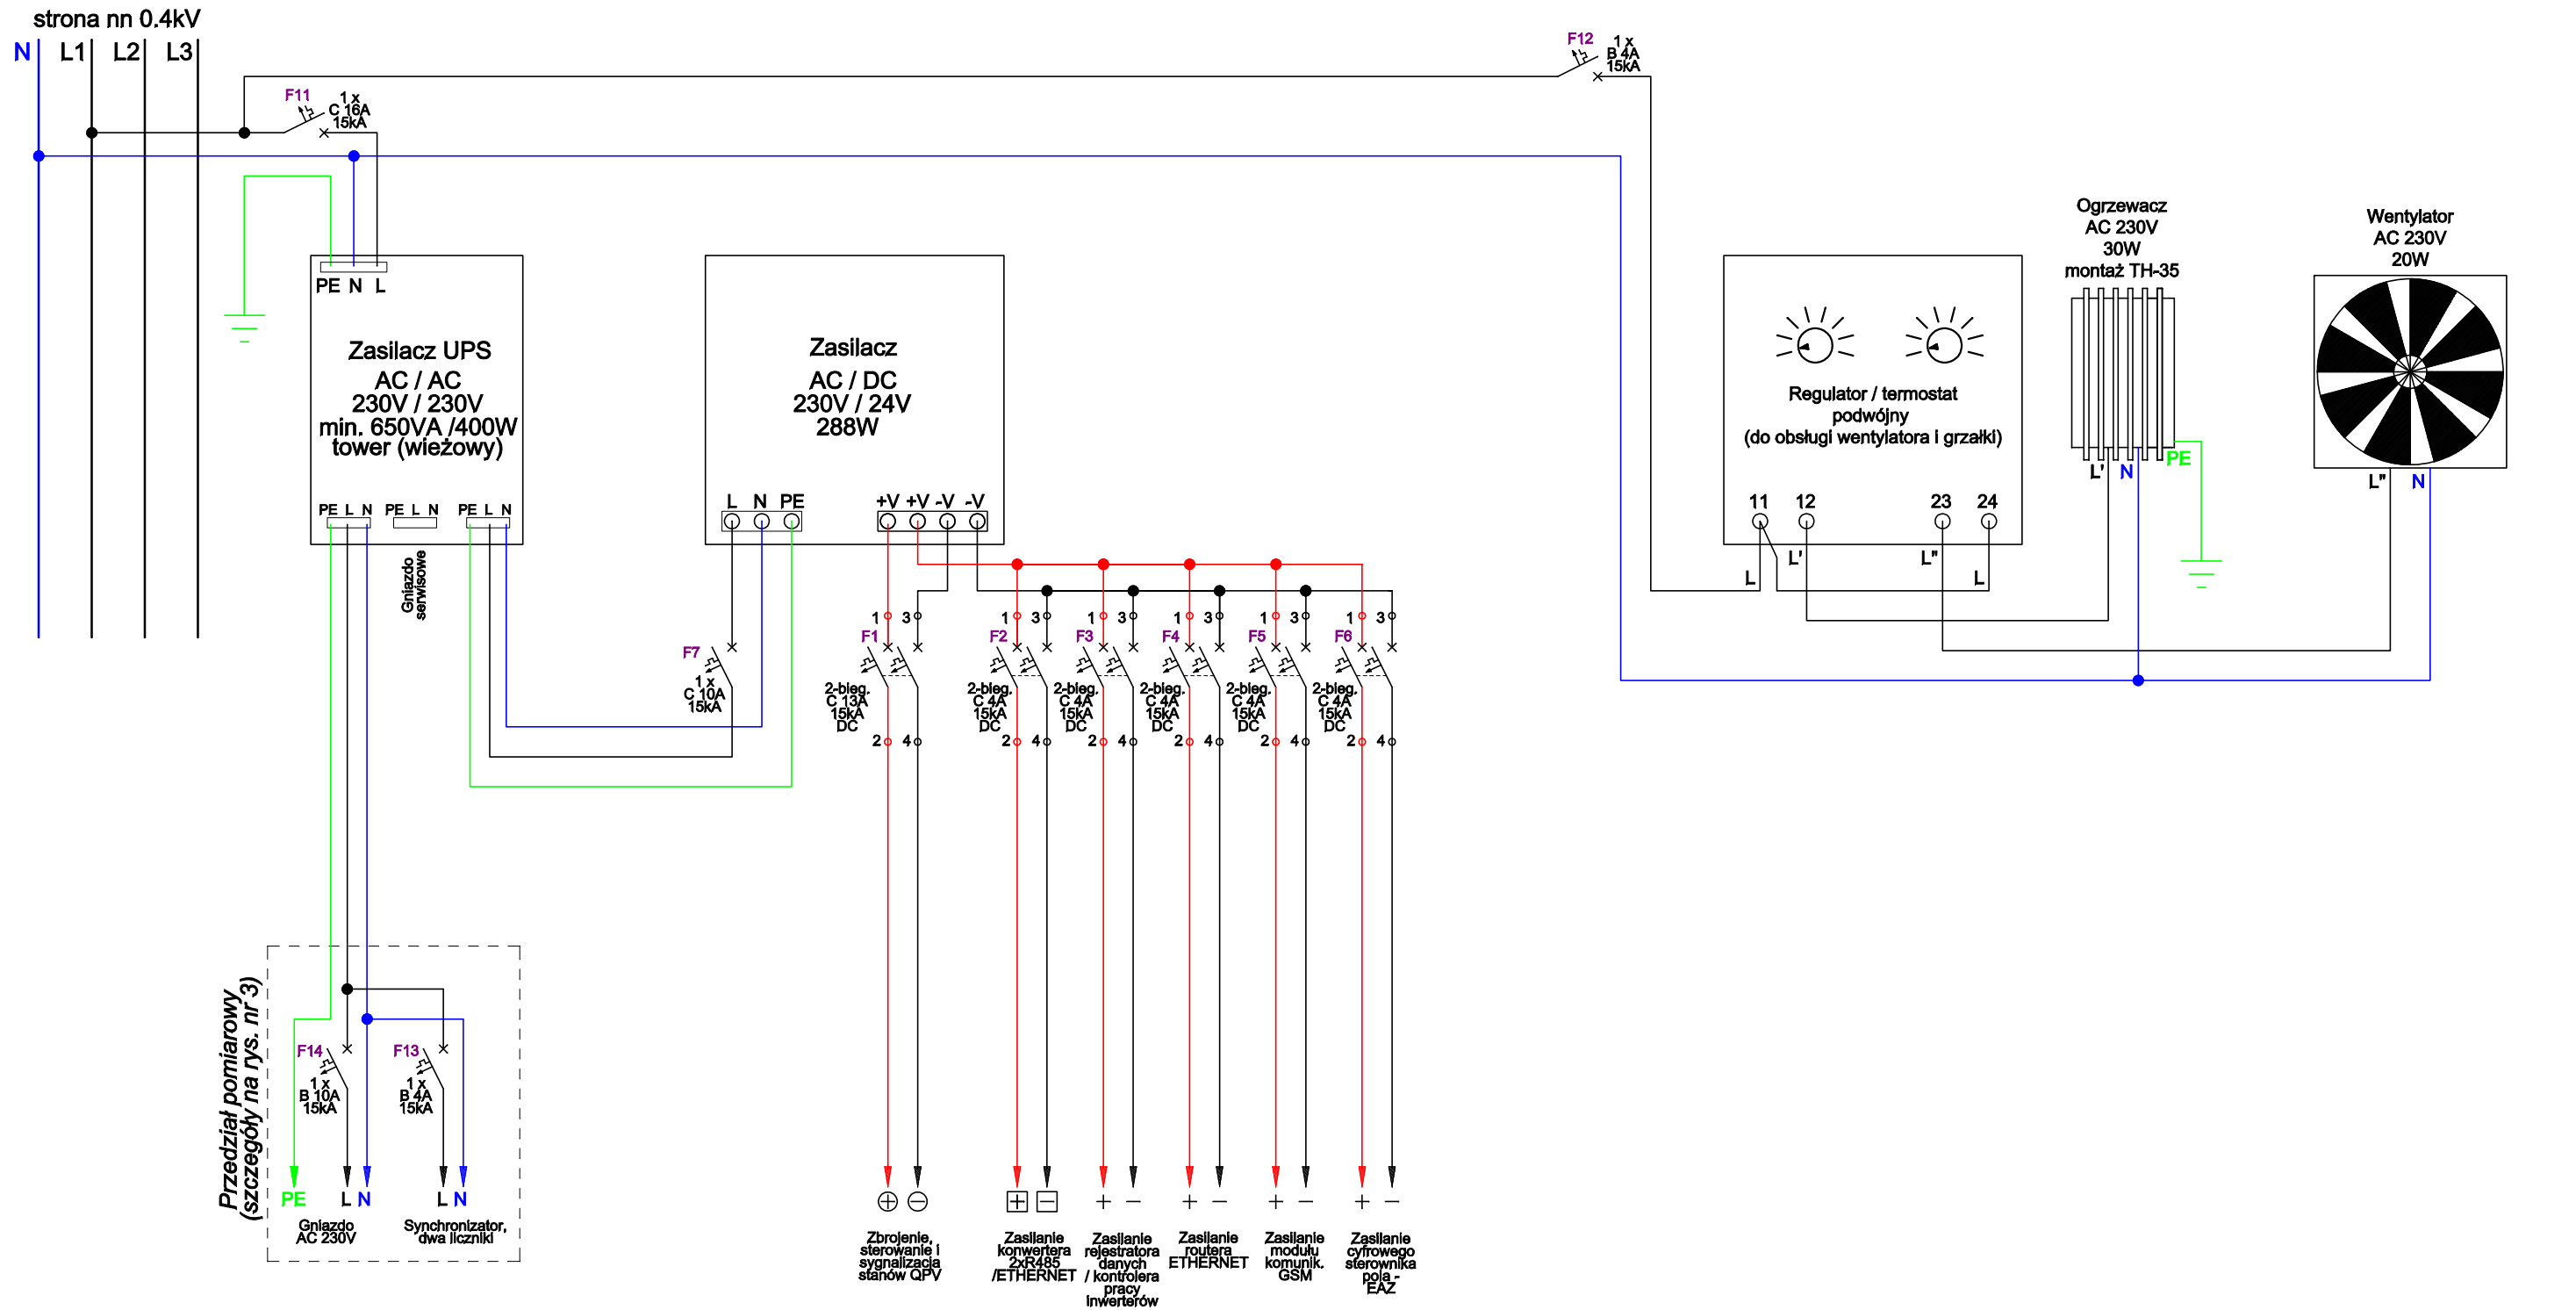 strona nn 0.4kV
N L1 L2 L3
F11
1 x
C 16A
15kA
F12
1 x
B 4A
15kA
PE N L
Zasilacz UPS
AC / AC
230V / 230V
min. 650VA /400W
tower (wieżowy)
PE L N PE L N PE L N
Gniazdo
serwisowe
Zasilacz
AC / DC
230V / 24V
288W
L N PE +V +V -V -V
Regulator / termostat
podwójny
(do obsługi wentylatora i grzałki)
11 12 23 24
L L' L" L
Ogrzewacz
AC 230V
30W
montaż TH-35
L' N PE
Wentylator
AC 230V
20W
L" N
F7
1 x
C 10A
15kA
1 3 1 3 1 3 1 3 1 3 1 3
F1 F2 F3 F4 F5 F6
2-bieg.
C 13A
15kA
DC
2-bieg.
C 4A
15kA
DC
2-bieg.
C 4A
15kA
DC
2-bieg.
C 4A
15kA
DC
2-bieg.
C 4A
15kA
DC
2-bieg.
C 4A
15kA
DC
2 4 2 4 2 4 2 4 2 4 2 4
Przedział pomiarowy
(szczegóły na rys. nr 3)
F14
1 x
B 10A
15kA
F13
1 x
B 4A
15kA
PE L N L N
Gniazdo
AC 230V
Synchronizator,
dwa liczniki
+ − + − + − + − + − + −
Zbrojenie,
sterowanie i
sygnalizacja
stanów QPV
Zasilanie
konwertera
2xR485
/ETHERNET
Zasilanie
rejestratora
danych
/ kontrolera
pracy
inwerterów
Zasilanie
routera
ETHERNET
Zasilanie
modułu
komunik.
GSM
Zasilanie
cyfrowego
sterownika
pola -
EAZ